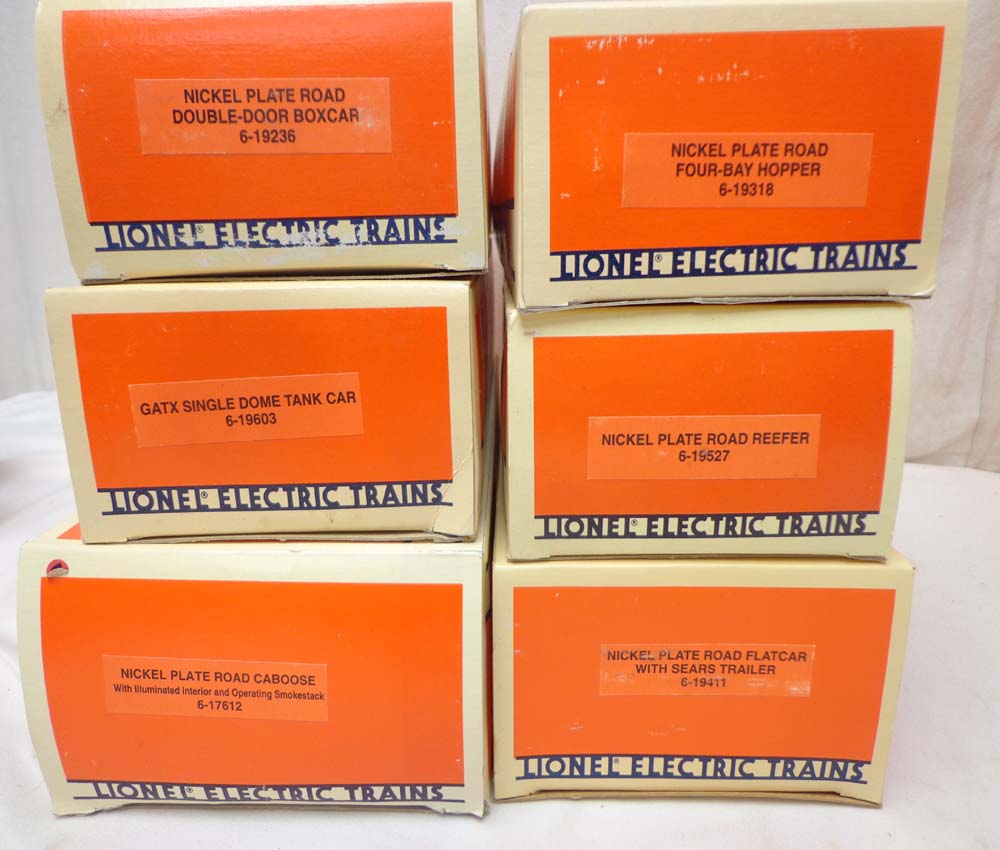 NICKEL PLATE ROAD
DOUBLE-DOOR BOXCAR
6-19236
LIONEL® ELECTRIC TRAINS
NICKEL PLATE ROAD
FOUR-BAY HOPPER
6-19318
LIONEL® ELECTRIC TRAINS
GATX SINGLE DOME TANK CAR
6-19603
LIONEL® ELECTRIC TRAINS
NICKEL PLATE ROAD REEFER
6-19527
LIONEL® ELECTRIC TRAINS
NICKEL PLATE ROAD CABOOSE
With Illuminated Interior and Operating Smokestack
6-17612
LIONEL® ELECTRIC TRAINS
NICKEL PLATE ROAD FLATCAR
WITH SEARS TRAILER
6-19411
LIONEL® ELECTRIC TRAINS